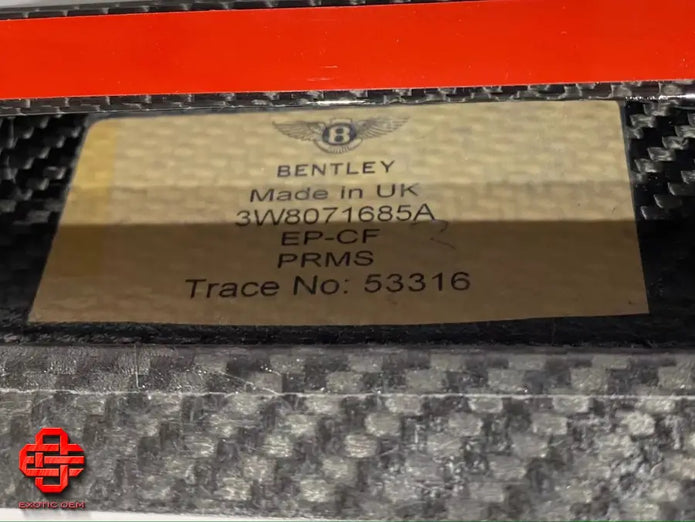 B
BENTLEY
Made in UK
3W8071685A
EP-CF
PRMS
Trace No: 53316
EXOTIC OEM